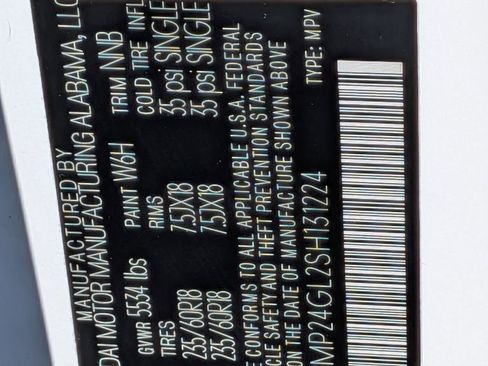 MANUFACTURED BY
DAI MOTOR MANUFACTURING ALABAMA, LLC
GVWR 5534 lbs PAINT W6H TRIM NNB
TIRES RIMS COLD TIRE INFL
235/60R18 7.5JX18 35 psi SINGLE
235/60R18 7.5JX18 35 psi SINGLE
CONFORMS TO ALL APPLICABLE U.S.A. FEDERAL
CLE SAFETY AND THEFT PREVENTION STANDARDS
THE DATE OF MANUFACTURE SHOWN ABOVE
MP24GL2SH131224 TYPE: MPV